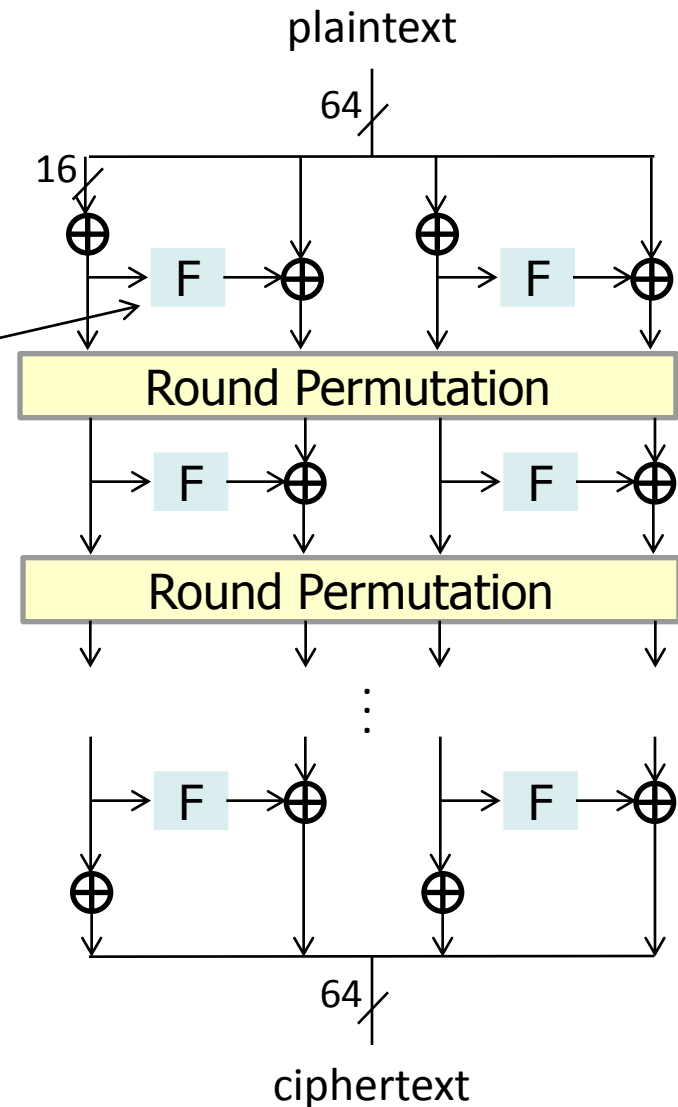 plaintext
64
16
F F
Round Permutation
F F
Round Permutation
F F
64
ciphertext